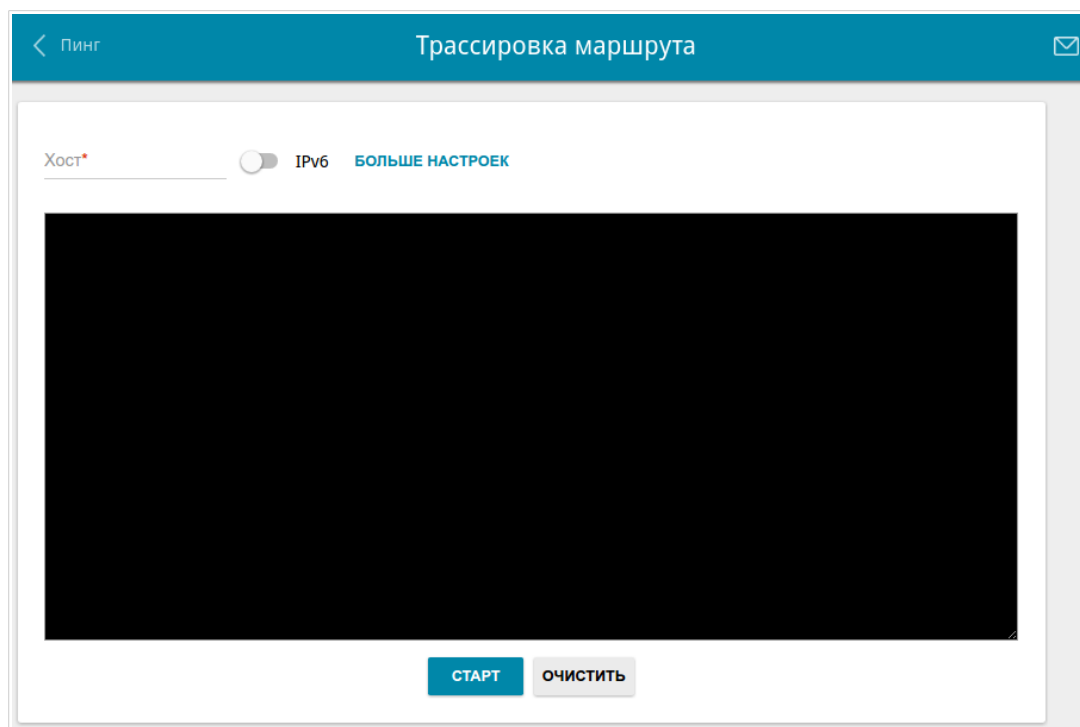 Пинг
Трассировка маршрута
Хост*
IPv6
БОЛЬШЕ НАСТРОЕК
СТАРТ
ОЧИСТИТЬ